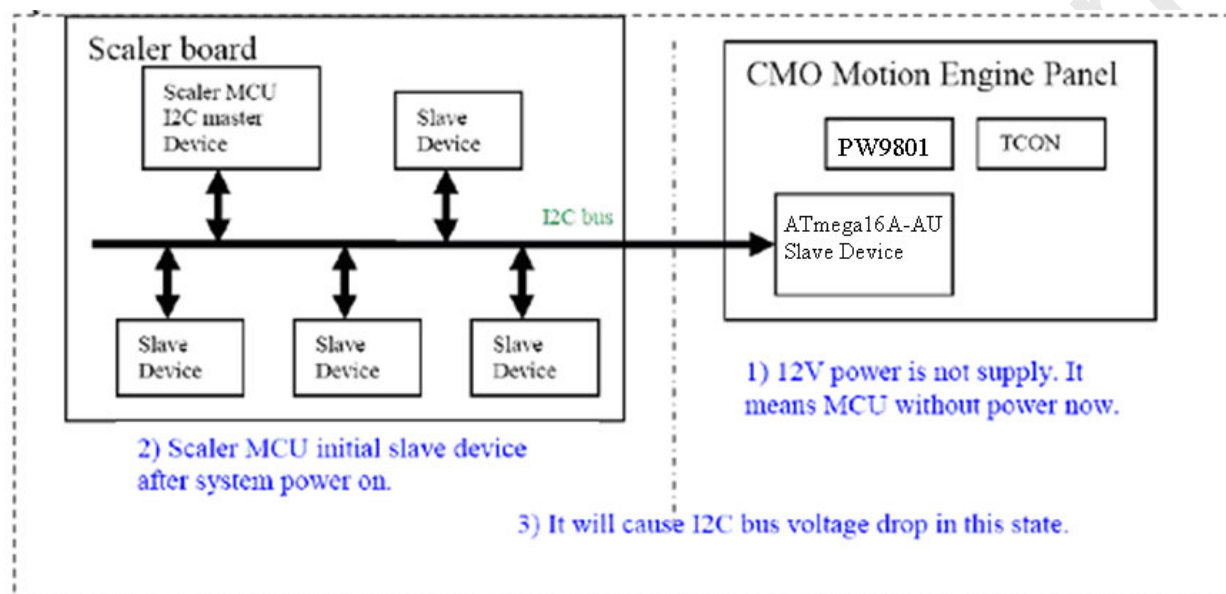 Scaler board
Scaler MCU
I2C master
Device
Slave
Device
I2C bus
Slave
Device
Slave
Device
Slave
Device
CMO Motion Engine Panel
PW9801
TCON
ATmega16A-AU
Slave Device
1) 12V power is not supply. It
means MCU without power now.
2) Scaler MCU initial slave device
after system power on.
3) It will cause I2C bus voltage drop in this state.